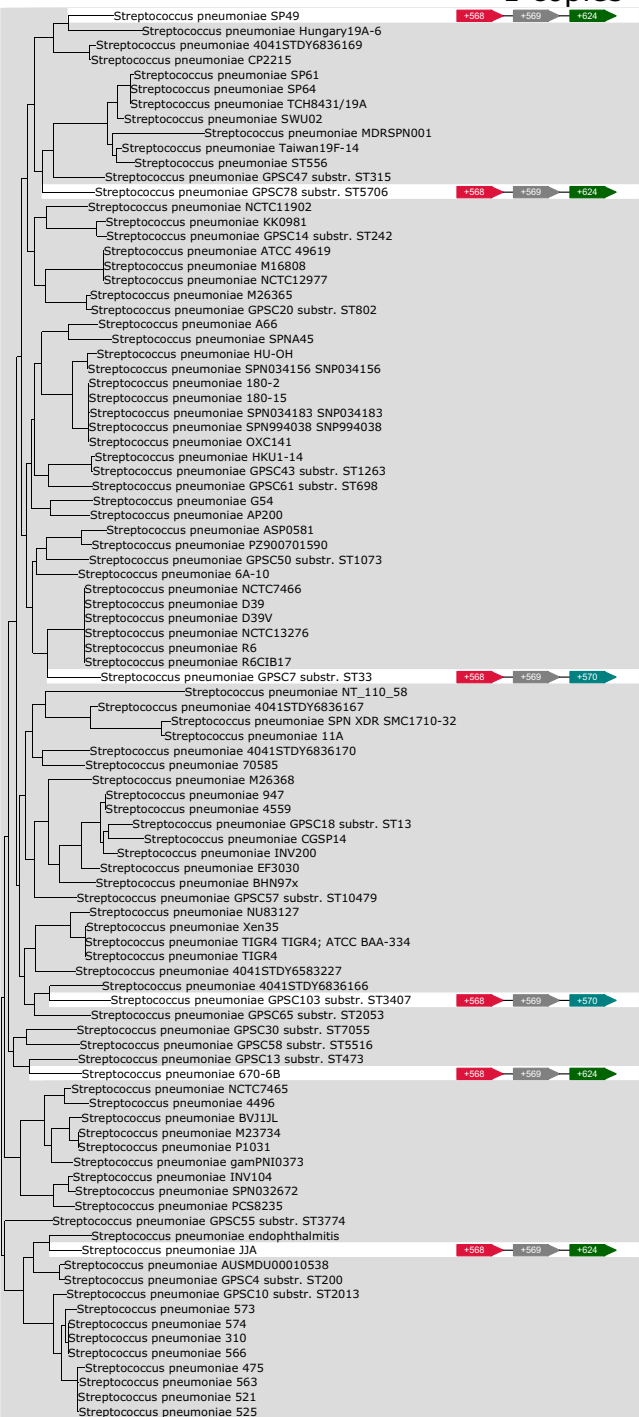 Streptococcus pneumoniae SP49 +568 +569 +624
Streptococcus pneumoniae Hungary19A-6
Streptococcus pneumoniae 4041STDY6836169
Streptococcus pneumoniae CP2215
Streptococcus pneumoniae SP61
Streptococcus pneumoniae SP64
Streptococcus pneumoniae TCH8431/19A
Streptococcus pneumoniae SWU02
Streptococcus pneumoniae MDRSPN001
Streptococcus pneumoniae Taiwan19F-14
Streptococcus pneumoniae ST556
Streptococcus pneumoniae GPSC47 substr. ST315
Streptococcus pneumoniae GPSC78 substr. ST5706 +568 +569 +624
Streptococcus pneumoniae NCTC11902
Streptococcus pneumoniae KK0981
Streptococcus pneumoniae GPSC14 substr. ST242
Streptococcus pneumoniae ATCC 49619
Streptococcus pneumoniae M16808
Streptococcus pneumoniae NCTC12977
Streptococcus pneumoniae M26365
Streptococcus pneumoniae GPSC20 substr. ST802
Streptococcus pneumoniae A66
Streptococcus pneumoniae SPNA45
Streptococcus pneumoniae HU-OH
Streptococcus pneumoniae SPN034156 SNP034156
Streptococcus pneumoniae 180-2
Streptococcus pneumoniae 180-15
Streptococcus pneumoniae SPN034183 SNP034183
Streptococcus pneumoniae SPN994038 SNP994038
Streptococcus pneumoniae OXC141
Streptococcus pneumoniae HKU1-14
Streptococcus pneumoniae GPSC43 substr. ST1263
Streptococcus pneumoniae GPSC61 substr. ST698
Streptococcus pneumoniae G54
Streptococcus pneumoniae AP200
Streptococcus pneumoniae ASP0581
Streptococcus pneumoniae PZ900701590
Streptococcus pneumoniae GPSC50 substr. ST1073
Streptococcus pneumoniae 6A-10
Streptococcus pneumoniae NCTC7466
Streptococcus pneumoniae D39
Streptococcus pneumoniae D39V
Streptococcus pneumoniae NCTC13276
Streptococcus pneumoniae R6
Streptococcus pneumoniae R6CIB17
Streptococcus pneumoniae GPSC7 substr. ST33 +568 +569 +570
Streptococcus pneumoniae NT_110_58
Streptococcus pneumoniae 4041STDY6836167
Streptococcus pneumoniae SPN XDR SMC1710-32
Streptococcus pneumoniae 11A
Streptococcus pneumoniae 4041STDY6836170
Streptococcus pneumoniae 70585
Streptococcus pneumoniae M26368
Streptococcus pneumoniae 947
Streptococcus pneumoniae 4559
Streptococcus pneumoniae GPSC18 substr. ST13
Streptococcus pneumoniae CGSP14
Streptococcus pneumoniae INV200
Streptococcus pneumoniae EF3030
Streptococcus pneumoniae BHN97x
Streptococcus pneumoniae GPSC57 substr. ST10479
Streptococcus pneumoniae NU83127
Streptococcus pneumoniae Xen35
Streptococcus pneumoniae TIGR4 TIGR4; ATCC BAA-334
Streptococcus pneumoniae TIGR4
Streptococcus pneumoniae 4041STDY6583227
Streptococcus pneumoniae 4041STDY6836166
Streptococcus pneumoniae GPSC103 substr. ST3407 +568 +569 +570
Streptococcus pneumoniae GPSC65 substr. ST2053
Streptococcus pneumoniae GPSC30 substr. ST7055
Streptococcus pneumoniae GPSC58 substr. ST5516
Streptococcus pneumoniae GPSC13 substr. ST473
Streptococcus pneumoniae 670-6B +568 +569 +624
Streptococcus pneumoniae NCTC7465
Streptococcus pneumoniae 4496
Streptococcus pneumoniae BVJ1JL
Streptococcus pneumoniae M23734
Streptococcus pneumoniae P1031
Streptococcus pneumoniae gamPNI0373
Streptococcus pneumoniae INV104
Streptococcus pneumoniae SPN032672
Streptococcus pneumoniae PCS8235
Streptococcus pneumoniae GPSC55 substr. ST3774
Streptococcus pneumoniae endophthalmitis
Streptococcus pneumoniae JJA +568 +569 +624
Streptococcus pneumoniae AUSMDU00010538
Streptococcus pneumoniae GPSC4 substr. ST200
Streptococcus pneumoniae GPSC10 substr. ST2013
Streptococcus pneumoniae 573
Streptococcus pneumoniae 574
Streptococcus pneumoniae 310
Streptococcus pneumoniae 566
Streptococcus pneumoniae 475
Streptococcus pneumoniae 563
Streptococcus pneumoniae 521
Streptococcus pneumoniae 525